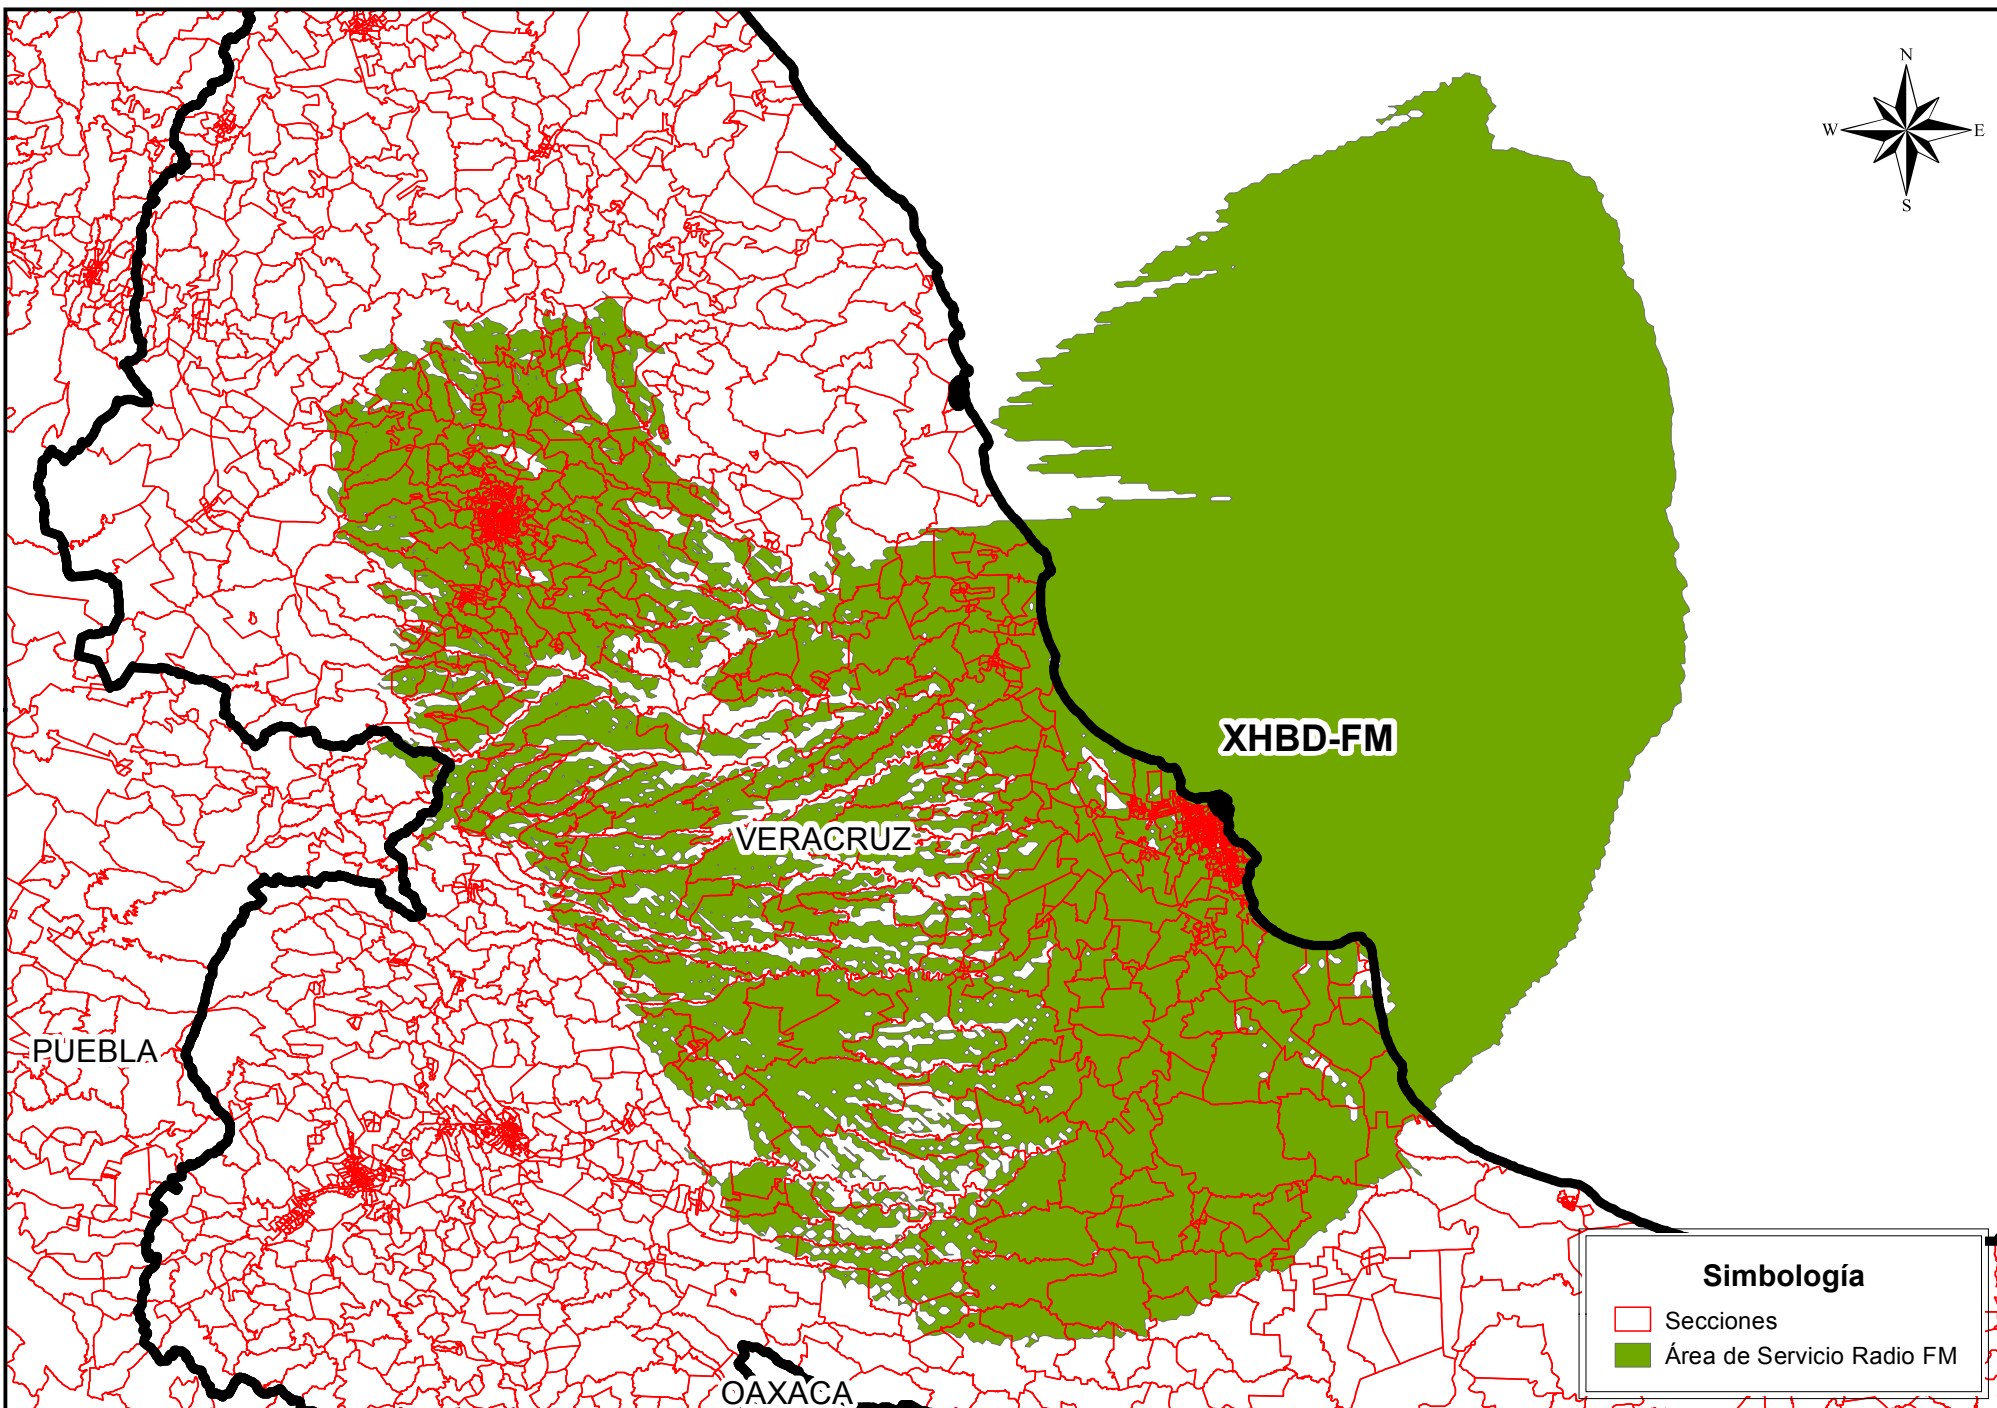 N
W
E
S
XHBD-FM
VERACRUZ
PUEBLA
OAXACA
Simbología
Secciones
Área de Servicio Radio FM